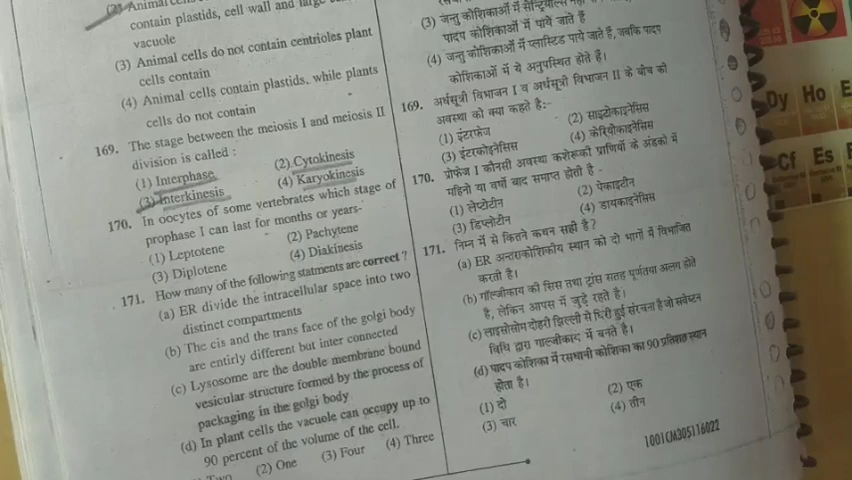 Animal
contain plastids, cell wall and large
vacuole
(3) Animal cells do not contain centrioles plant
cells contain
(4) Animal cells contain plastids, while plants
cells do not contain
169. The stage between the meiosis I and meiosis II
division is called :
(1) Interphase (2) Cytokinesis
(3) Interkinesis (4) Karyokinesis
170. In oocytes of some vertebrates which stage of
prophase I can last for months or years-
(1) Leptotene (2) Pachytene
(3) Diplotene (4) Diakinesis
171. How many of the following statments are correct ?
(a) ER divide the intracellular space into two
distinct compartments
(b) The cis and the trans face of the golgi body
are entirly different but inter connected
(c) Lysosome are the double membrane bound
vesicular structure formed by the process of
packaging in the golgi body
(d) In plant cells the vacuole can occupy up to
90 percent of the volume of the cell.
Two (2) One (3) Four (4) Three
(3) जन्तु कोशिकाओं में
पादप कोशिकाओं में पाये जाते हैं
(4) जन्तु कोशिकाओं में प्लास्टिड पाये जाते हैं, जबकि पादप
कोशिकाओं में ये अनुपस्थित होते हैं।
169. अर्धसूत्री विभाजन I व अर्धसूत्री विभाजन II के बीच की
अवस्था को क्या कहते है:-
(1) इंटरफेज (2) साइटोकाइनेसिस
(3) इंटरकोइनेसिस (4) केरियोकाइनेसिस
170. प्रोफेज I कौनसी अवस्था कशेरूकी प्राणियों के अंडकों में
महिनो या वर्षो बाद समाप्त होती है -
(1) लेप्टोटीन (2) पेकाइटीन
(3) डिप्लोटीन (4) डायकाइनेसिस
171. निम्न में से कितने कथन सही है?
(a) ER अन्तराकोशिकीय स्थान को दो भागों में विभाजित
करती है।
(b) गॉल्जीकाय की सिस तथा ट्रांस सतह पूर्णतया अलग होते
है, लेकिन आपस में जुड़े रहते है।
(c) लाइसोसोम दोहरी झिल्ली से घिरी हुई संरचना है जो संवेष्टन
विधि द्वारा गाल्जीकाय में बनते है।
(d) पादप कोशिका में रसधानी कोशिका का 90 प्रतिशत स्थान
होता है।
(1) दो (2) एक
(3) चार (4) तीन
1001CM305116022
Dy Ho E
Cf Es F